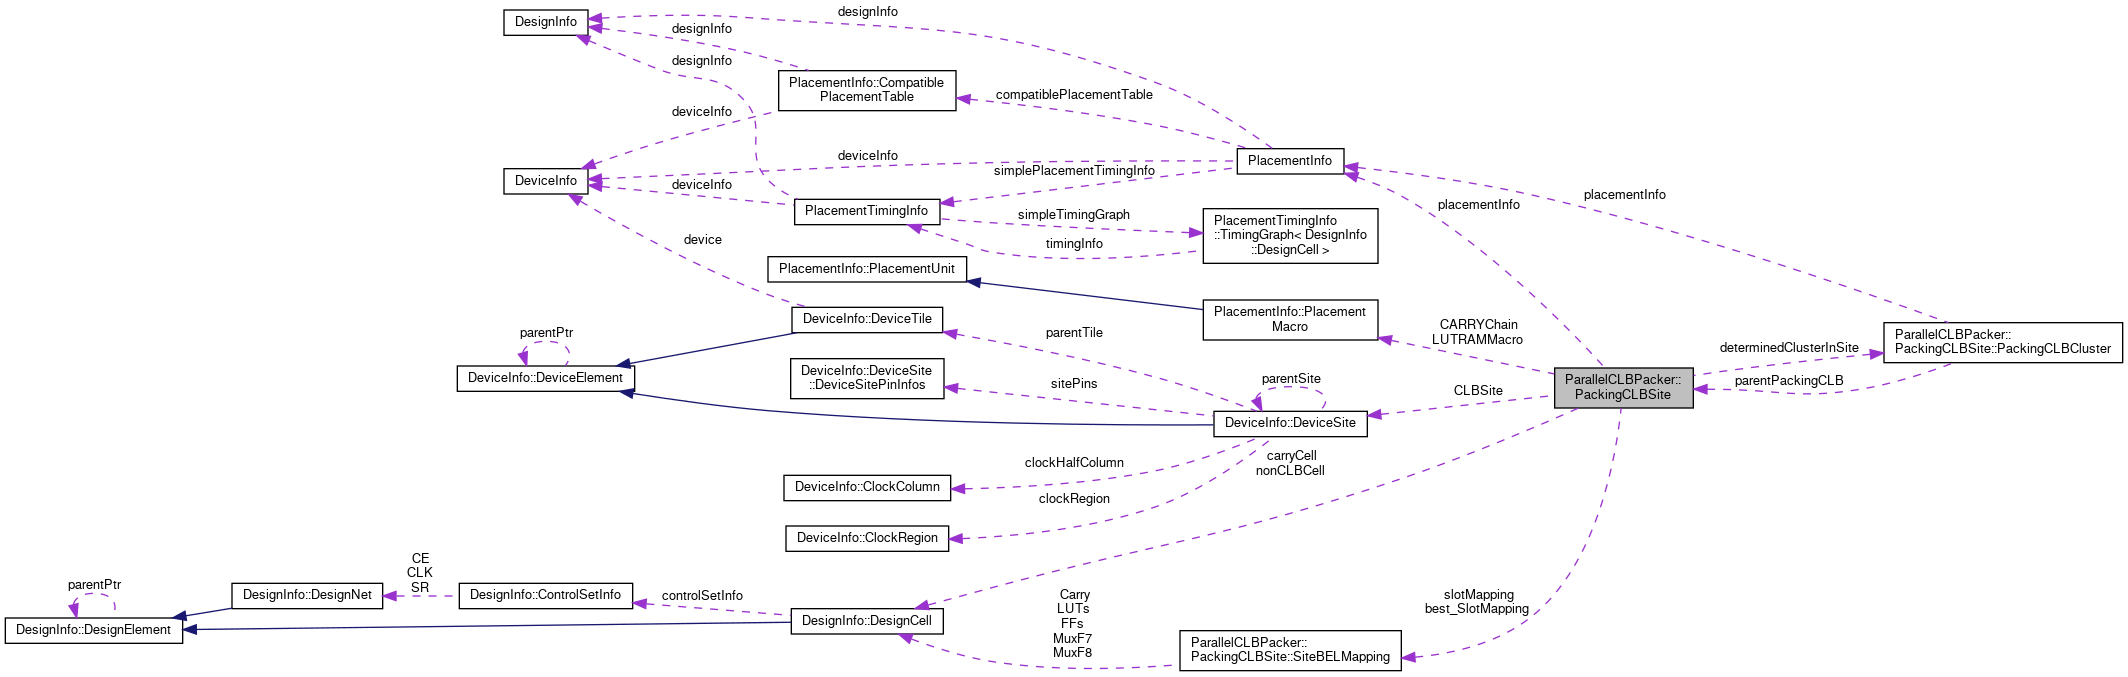 designInfo
DesignInfo
designInfo
designInfo
PlacementInfo::Compatible
PlacementTable
compatiblePlacementTable
deviceInfo
deviceInfo
PlacementInfo
simplePlacementTimingInfo
DeviceInfo
deviceInfo
placementInfo
placementInfo
PlacementTimingInfo
simpleTimingGraph
PlacementTimingInfo
::TimingGraph< DesignInfo
::DesignCell >
device
timingInfo
PlacementInfo::PlacementUnit
DeviceInfo::DeviceTile
PlacementInfo::Placement
Macro
parentPtr
parentTile
CARRYChain
LUTRAMMacro
ParallelCLBPacker::
PackingCLBSite::PackingCLBCluster
determinedClusterInSite
DeviceInfo::DeviceElement
DeviceInfo::DeviceSite
::DeviceSitePinInfos
sitePins
parentSite
ParallelCLBPacker::
PackingCLBSite
parentPackingCLB
CLBSite
DeviceInfo::DeviceSite
clockHalfColumn
carryCell
nonCLBCell
DeviceInfo::ClockColumn
clockRegion
DeviceInfo::ClockRegion
CE
CLK
SR
parentPtr
DesignInfo::DesignNet
DesignInfo::ControlSetInfo
controlSetInfo
Carry
LUTs
FFs
MuxF7
MuxF8
slotMapping
best_SlotMapping
DesignInfo::DesignElement
DesignInfo::DesignCell
ParallelCLBPacker::
PackingCLBSite::SiteBELMapping